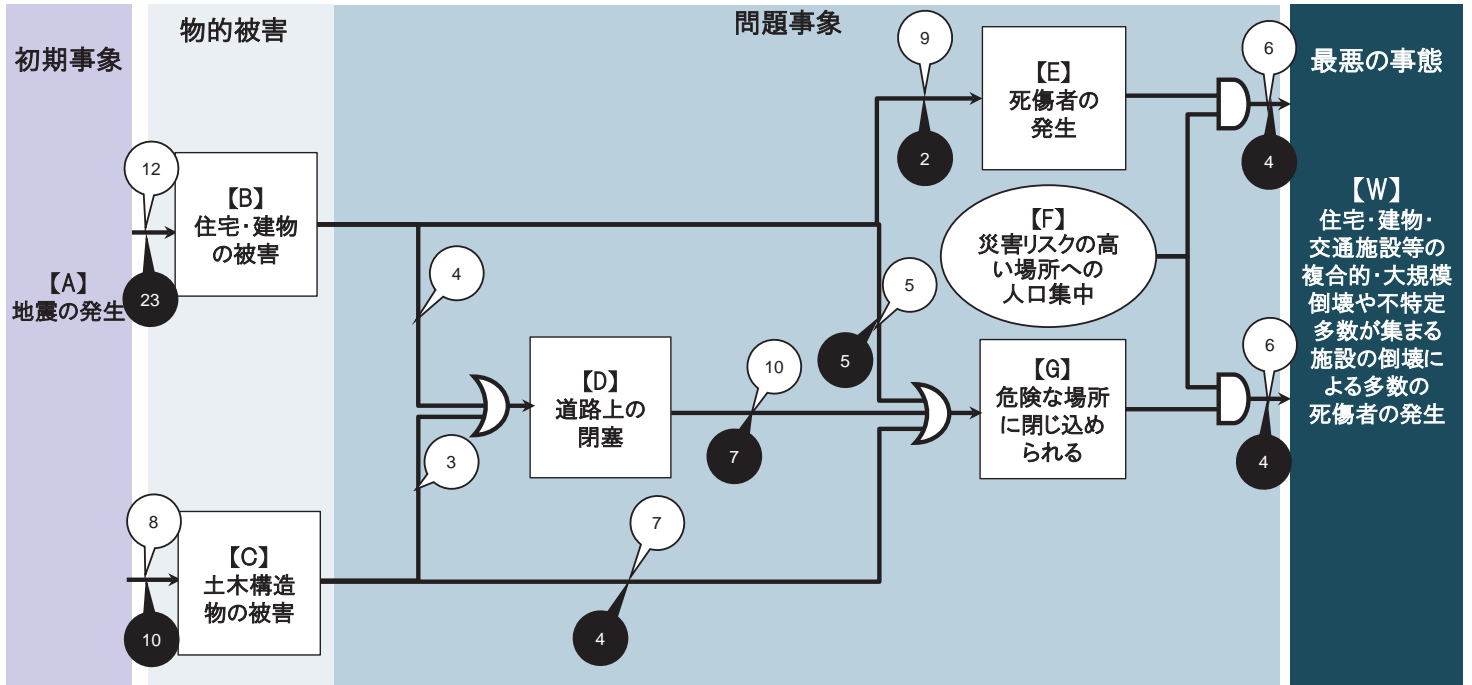 初期事象
物的被害
問題事象
最悪の事態
【A】
地震の発生
12
23
【B】
住宅・建物
の被害
8
10
【C】
土木構造
物の被害
4
3
【D】
道路上の
閉塞
10
7
7
4
9
2
5
5
【E】
死傷者の
発生
【F】
災害リスクの高
い場所への
人口集中
【G】
危険な場所
に閉じ込め
られる
6
4
6
4
【W】
住宅・建物・
交通施設等の
複合的・大規模
倒壊や不特定
多数が集まる
施設の倒壊に
よる多数の
死傷者の発生